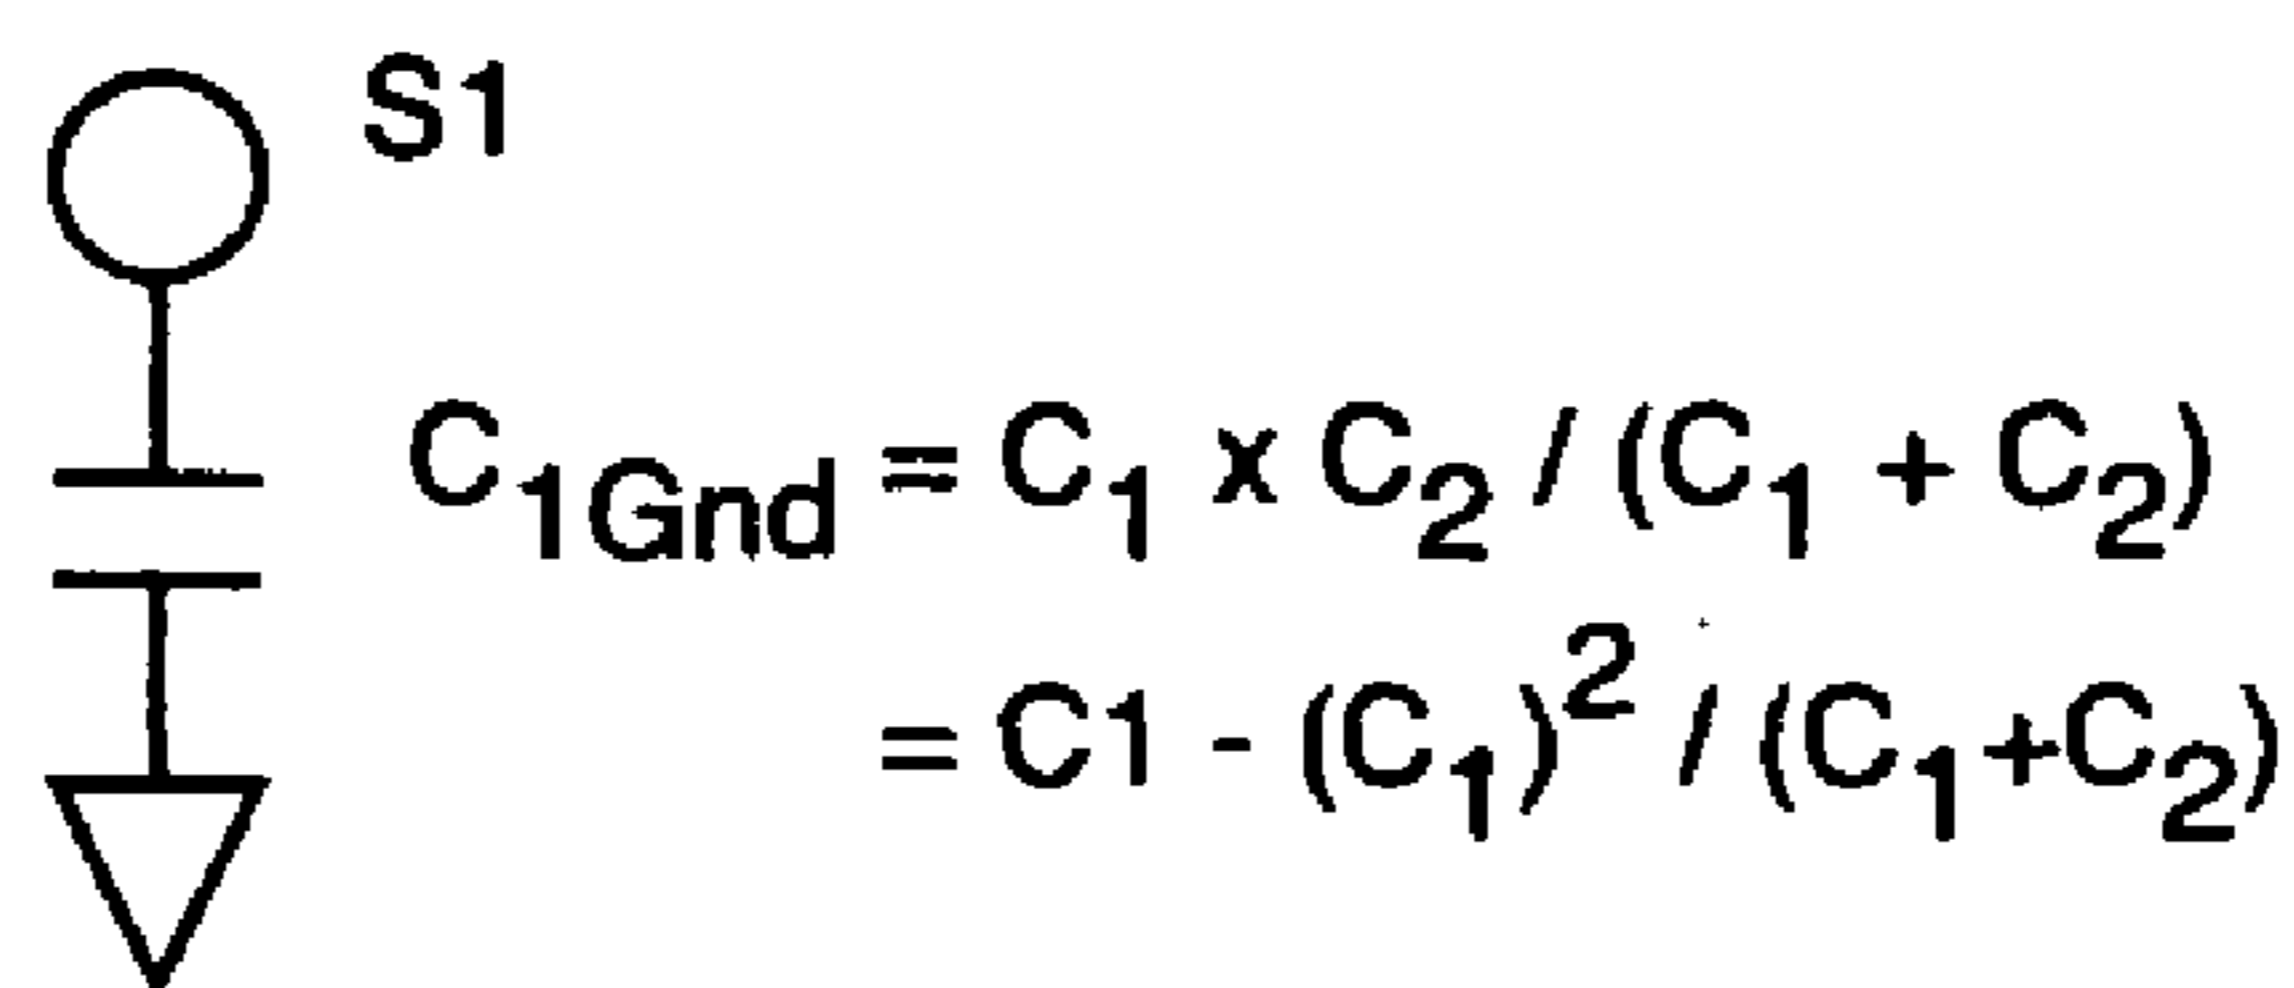 S1
C₁Gnd = C₁ x C₂ / (C₁ + C₂)
= C1 - (C₁)² / (C₁+C₂)